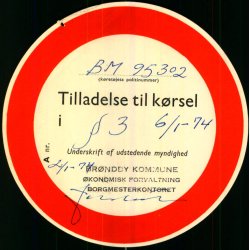 BM 95302
(køretøjets politinummer)
Tilladelse til kørsel
i § 3 6/1-74
Underskrift af udstedende myndighed
A nr.
2/1-74
BRØNDBY KOMMUNE
ØKONOMISK FORVALTNING
BORGMESTERKONTORET